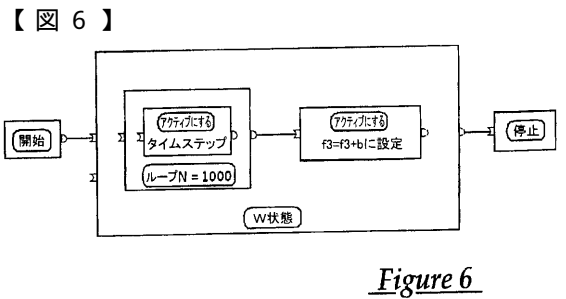 【図６】
開始
アクティブにする
タイムステップ
ループN = 1000
アクティブにする
f3=f3+bに設定
W状態
停止
Figure 6